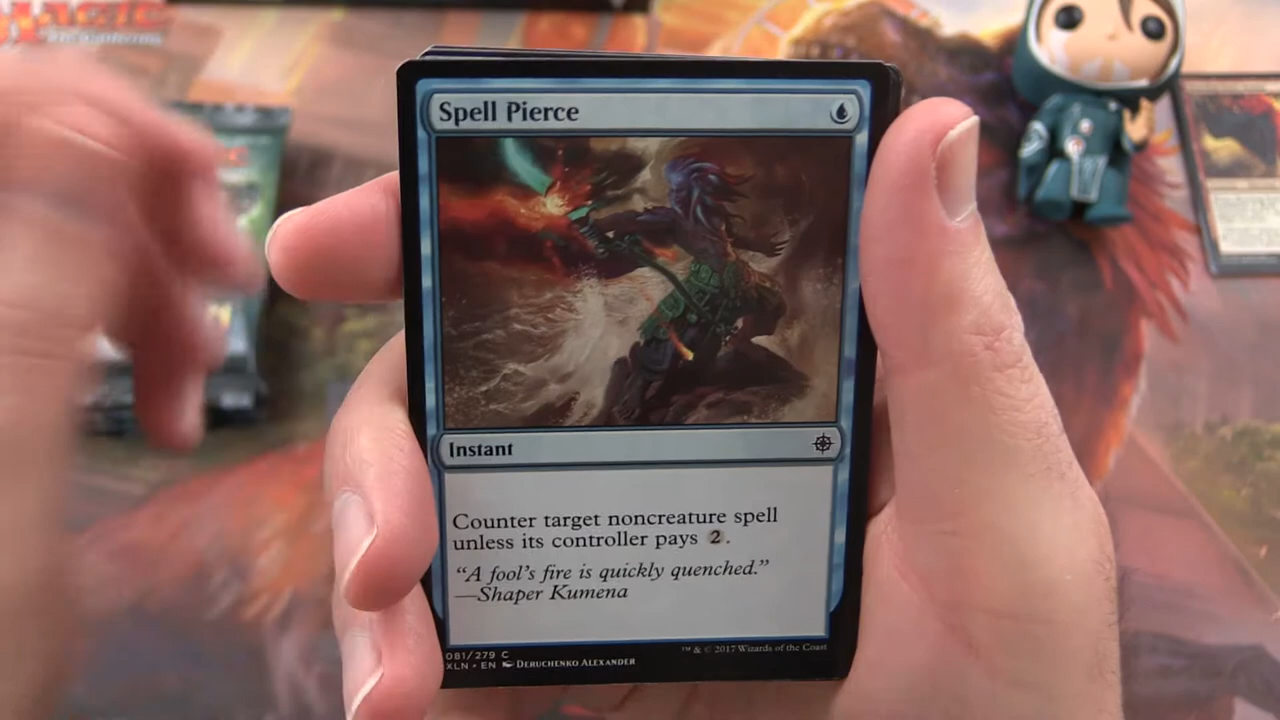 MAGIC
Spell Pierce
Instant
Counter target noncreature spell
unless its controller pays 2.
“A fool's fire is quickly quenched.”
—Shaper Kumena
081/279 C
XLN • EN DERUCHENKO ALEXANDER
™ & © 2017 Wizards of the Coast